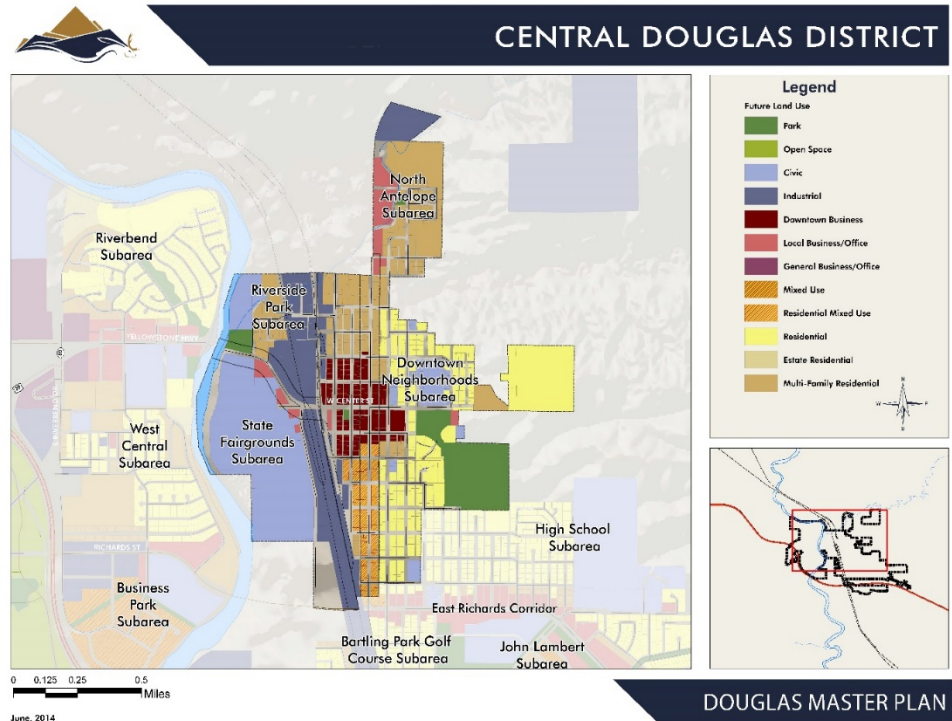 CENTRAL DOUGLAS DISTRICT
Legend
Future Land Use
Park
Open Space
Civic
Industrial
Downtown Business
Local Business/Office
General Business/Office
Mixed Use
Residential Mixed Use
Residential
Estate Residential
Multi-Family Residential
North
Antelope
Subarea
Riverbend
Subarea
Riverside
Park
Subarea
YELLOWSTONE HWY
Downtown
Neighborhoods
Subarea
W CENTER ST
State
Fairgrounds
Subarea
West
Central
Subarea
High School
Subarea
RICHARDS ST
Business
Park
Subarea
East Richards Corridor
Bartling Park Golf
Course Subarea
John Lambert
Subarea
0 0.125 0.25 0.5
Miles
June, 2014
DOUGLAS MASTER PLAN